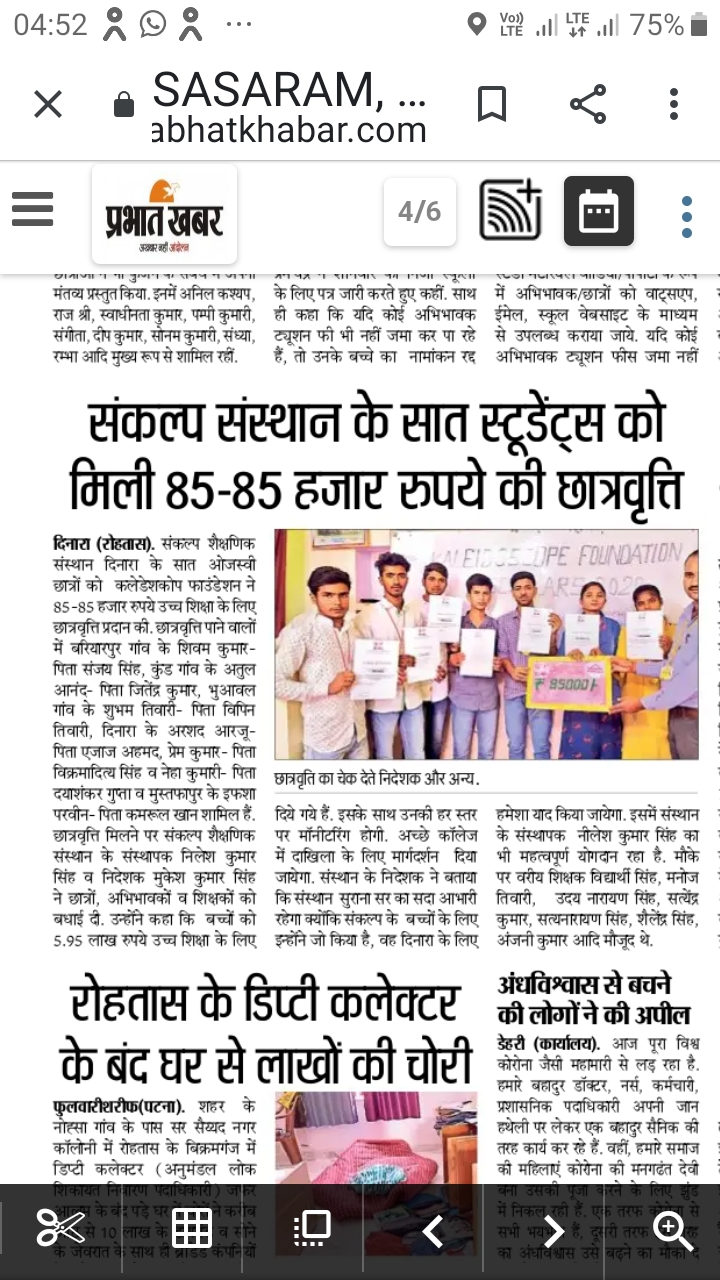 04:52
Vo)) LTE
LTE
75%
SASARAM, ...
abhatkhabar.com
प्रभात खबर
अखबार नहीं आंदोलन
4/6
मंतव्य प्रस्तुत किया. इनमें अनिल कश्यप,
राज श्री, स्वाधीनता कुमार, पम्पी कुमारी,
संगीता, दीप कुमार, सोनम कुमारी, संध्या,
रम्भा आदि मुख्य रूप से शामिल रहीं.
के लिए पत्र जारी करते हुए कहीं. साथ
ही कहा कि यदि कोई अभिभावक
ट्यूशन फी भी नहीं जमा कर पा रहे
हैं, तो उनके बच्चे का नामांकन रद्द
में अभिभावक/छात्रों को वाट्सएप,
ईमेल, स्कूल वेबसाइट के माध्यम
से उपलब्ध कराया जाये. यदि कोई
अभिभावक ट्यूशन फीस जमा नहीं
संकल्प संस्थान के सात स्टूडेंट्स को
मिली 85-85 हजार रुपये की छात्रवृत्ति
दिनारा (रोहतास). संकल्प शैक्षणिक
संस्थान दिनारा के सात ओजस्वी
छात्रों को कलेडेशकोप फाउंडेशन ने
85-85 हजार रुपये उच्च शिक्षा के लिए
छात्रवृत्ति प्रदान की. छात्रवृत्ति पाने वालों
में बरियारपुर गांव के शिवम कुमार-
पिता संजय सिंह, कुंड गांव के अतुल
आनंद- पिता जितेंद्र कुमार, भुआवल
गांव के शुभम तिवारी- पिता विपिन
तिवारी, दिनारा के अरशद आरजू-
पिता एजाज अहमद, प्रेम कुमार- पिता
विक्रमादित्य सिंह व नेहा कुमारी- पिता
दयाशंकर गुप्ता व मुस्तफापुर के इफशा
परवीन- पिता कमरूल खान शामिल हैं.
छात्रवृत्ति मिलने पर संकल्प शैक्षणिक
संस्थान के संस्थापक निलेश कुमार
सिंह व निदेशक मुकेश कुमार सिंह
ने छात्रों, अभिभावकों व शिक्षकों को
बधाई दी. उन्होंने कहा कि बच्चों को
5.95 लाख रुपये उच्च शिक्षा के लिए
KALEIDOSCOPE FOUNDATION
2020
₹ 85000/-
छात्रवृति का चेक देते निदेशक और अन्य.
दिये गये हैं. इसके साथ उनकी हर स्तर
पर मॉनीटरिंग होगी. अच्छे कॉलेज
में दाखिला के लिए मार्गदर्शन दिया
जायेगा. संस्थान के निदेशक ने बताया
कि संस्थान सुराना सर का सदा आभारी
रहेगा क्योंकि संकल्प के बच्चों के लिए
इन्होंने जो किया है, वह दिनारा के लिए
हमेशा याद किया जायेगा. इसमें संस्थान
के संस्थापक नीलेश कुमार सिंह का
भी महत्वपूर्ण योगदान रहा है. मौके
पर वरीय शिक्षक विद्यार्थी सिंह, मनोज
तिवारी, उदय नारायण सिंह, सत्येंद्र
कुमार, सत्यनारायण सिंह, शैलेंद्र सिंह,
अंजनी कुमार आदि मौजूद थे.
रोहतास के डिप्टी कलेक्टर
के बंद घर से लाखों की चोरी
फुलवारीशरीफ(पटना). शहर के
नोह्सा गांव के पास सर सैय्यद नगर
कॉलोनी में रोहतास के बिक्रमगंज में
डिप्टी कलेक्टर (अनुमंडल लोक
शिकायत निवारण पदाधिकारी) जफर
आलम के बंद पड़े घर में से करीब
से 10 लाख के व सोने
के जेवरात के साथ ही ब्रांडेड कंपनियों
अंधविश्वास से बचने
की लोगों ने की अपील
डेहरी (कार्यालय). आज पूरा विश्व
कोरोना जैसी महामारी से लड़ रहा है.
हमारे बहादुर डॉक्टर, नर्स, कर्मचारी,
प्रशासनिक पदाधिकारी अपनी जान
हथेली पर लेकर एक बहादुर सैनिक की
तरह कार्य कर रहे हैं. वहीं, हमारे समाज
की महिलाएं कोरोना की मनगढंत देवी
बना उसकी पूजा करने के लिए झुंड
में निकल रही हैं. एक तरफ कोरोना से
सभी भयभीत हैं, दूसरी तरफ
का अंधविश्वास उसे बढ़ने का मौका दे